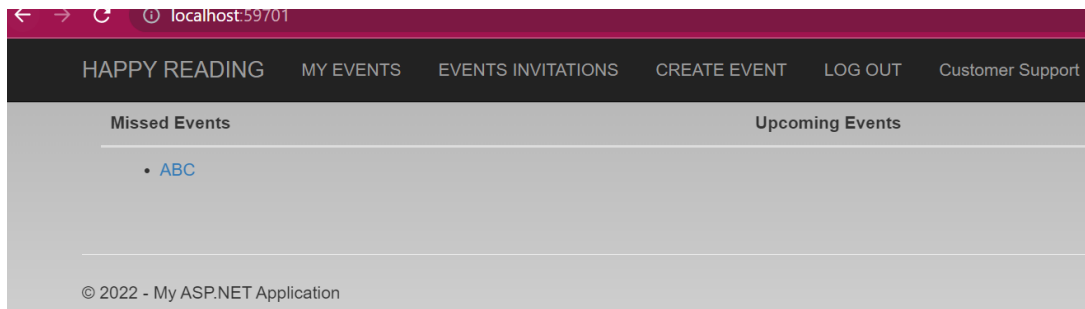 localhost:59701
HAPPY READING MY EVENTS EVENTS INVITATIONS CREATE EVENT LOG OUT Customer Support
Missed Events Upcoming Events
• ABC
© 2022 - My ASP.NET Application